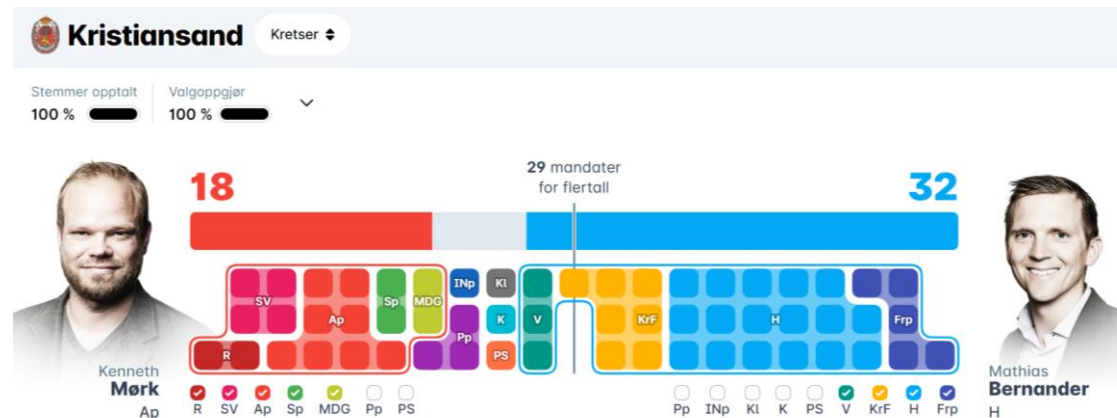 Kristiansand
Kretser
Stemmer opptalt
100 %
Valgoppgjør
100 %
18
29 mandater
for flertall
32
SV
Ap
Sp
MDG
INp
Kl
Pp
K
V
KrF
H
Frp
R
PS
Kenneth
Mørk
Ap
R SV Ap Sp MDG Pp PS
Pp INp Kl K PS V KrF H Frp
Mathias
Bernander
H